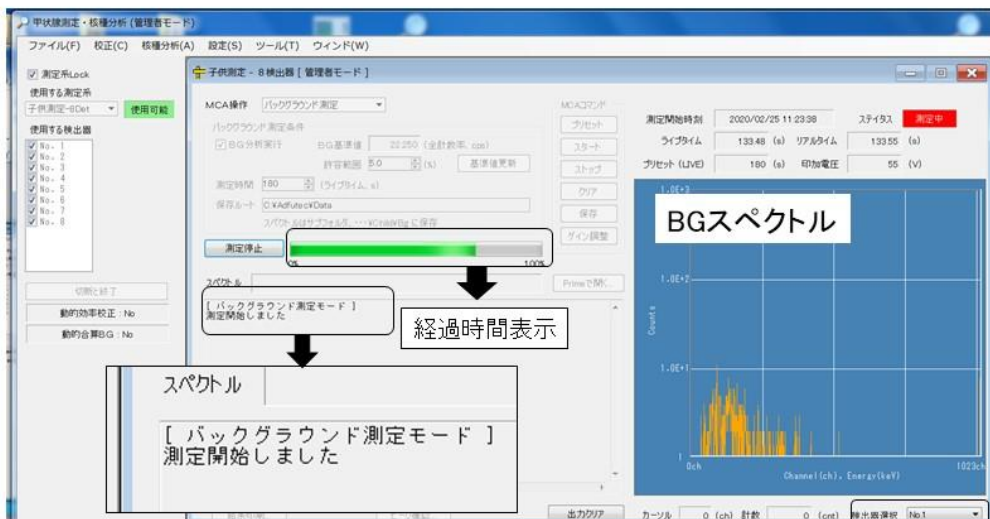 甲状腺測定・核種分析 (管理者モード)
ファイル(F) 校正(C) 核種分析(A) 設定(S) ツール(T) ウィンド(W)
測定系Lock
使用する測定系
子供測定-8Det 使用可能
使用する検出器
No. 1
No. 2
No. 3
No. 4
No. 5
No. 6
No. 7
No. 8
切断と終了
動的効率校正 : No
動的合算BG : No
子供測定 - 8検出器 [ 管理者モード ]
MCA操作 バックグラウンド測定
バックグラウンド測定条件
BG分析実行 BG基準値 22.250 (全計数率, cps)
許容範囲 5.0 (%) 基準値更新
測定時間 180 (ライブタイム, s)
保存ルート C:¥Adfutec¥Data
測定停止
0% 100%
MCAコマンド
プリセット
スタート
ストップ
クリア
保存
ゲイン調整
Primeで開く...
スペクトル
[ バックグラウンド測定モード ]
測定開始しました
経過時間表示
スペクトル
[ バックグラウンド測定モード ]
測定開始しました
出力クリア
測定開始時刻 2020/02/25 11:23:38 ステイタス 測定中
ライブタイム 133.48 (s) リアルタイム 133.55 (s)
プリセット (LIVE) 180 (s) 印加電圧 55 (V)
BGスペクトル
1.0E+3
1.0E+2
Counts
1.0E+1
1
0ch 1023ch
Channel(ch), Energy(keV)
カーソル 0 (ch) 計数 0 (cnt) 検出器選択 No.1